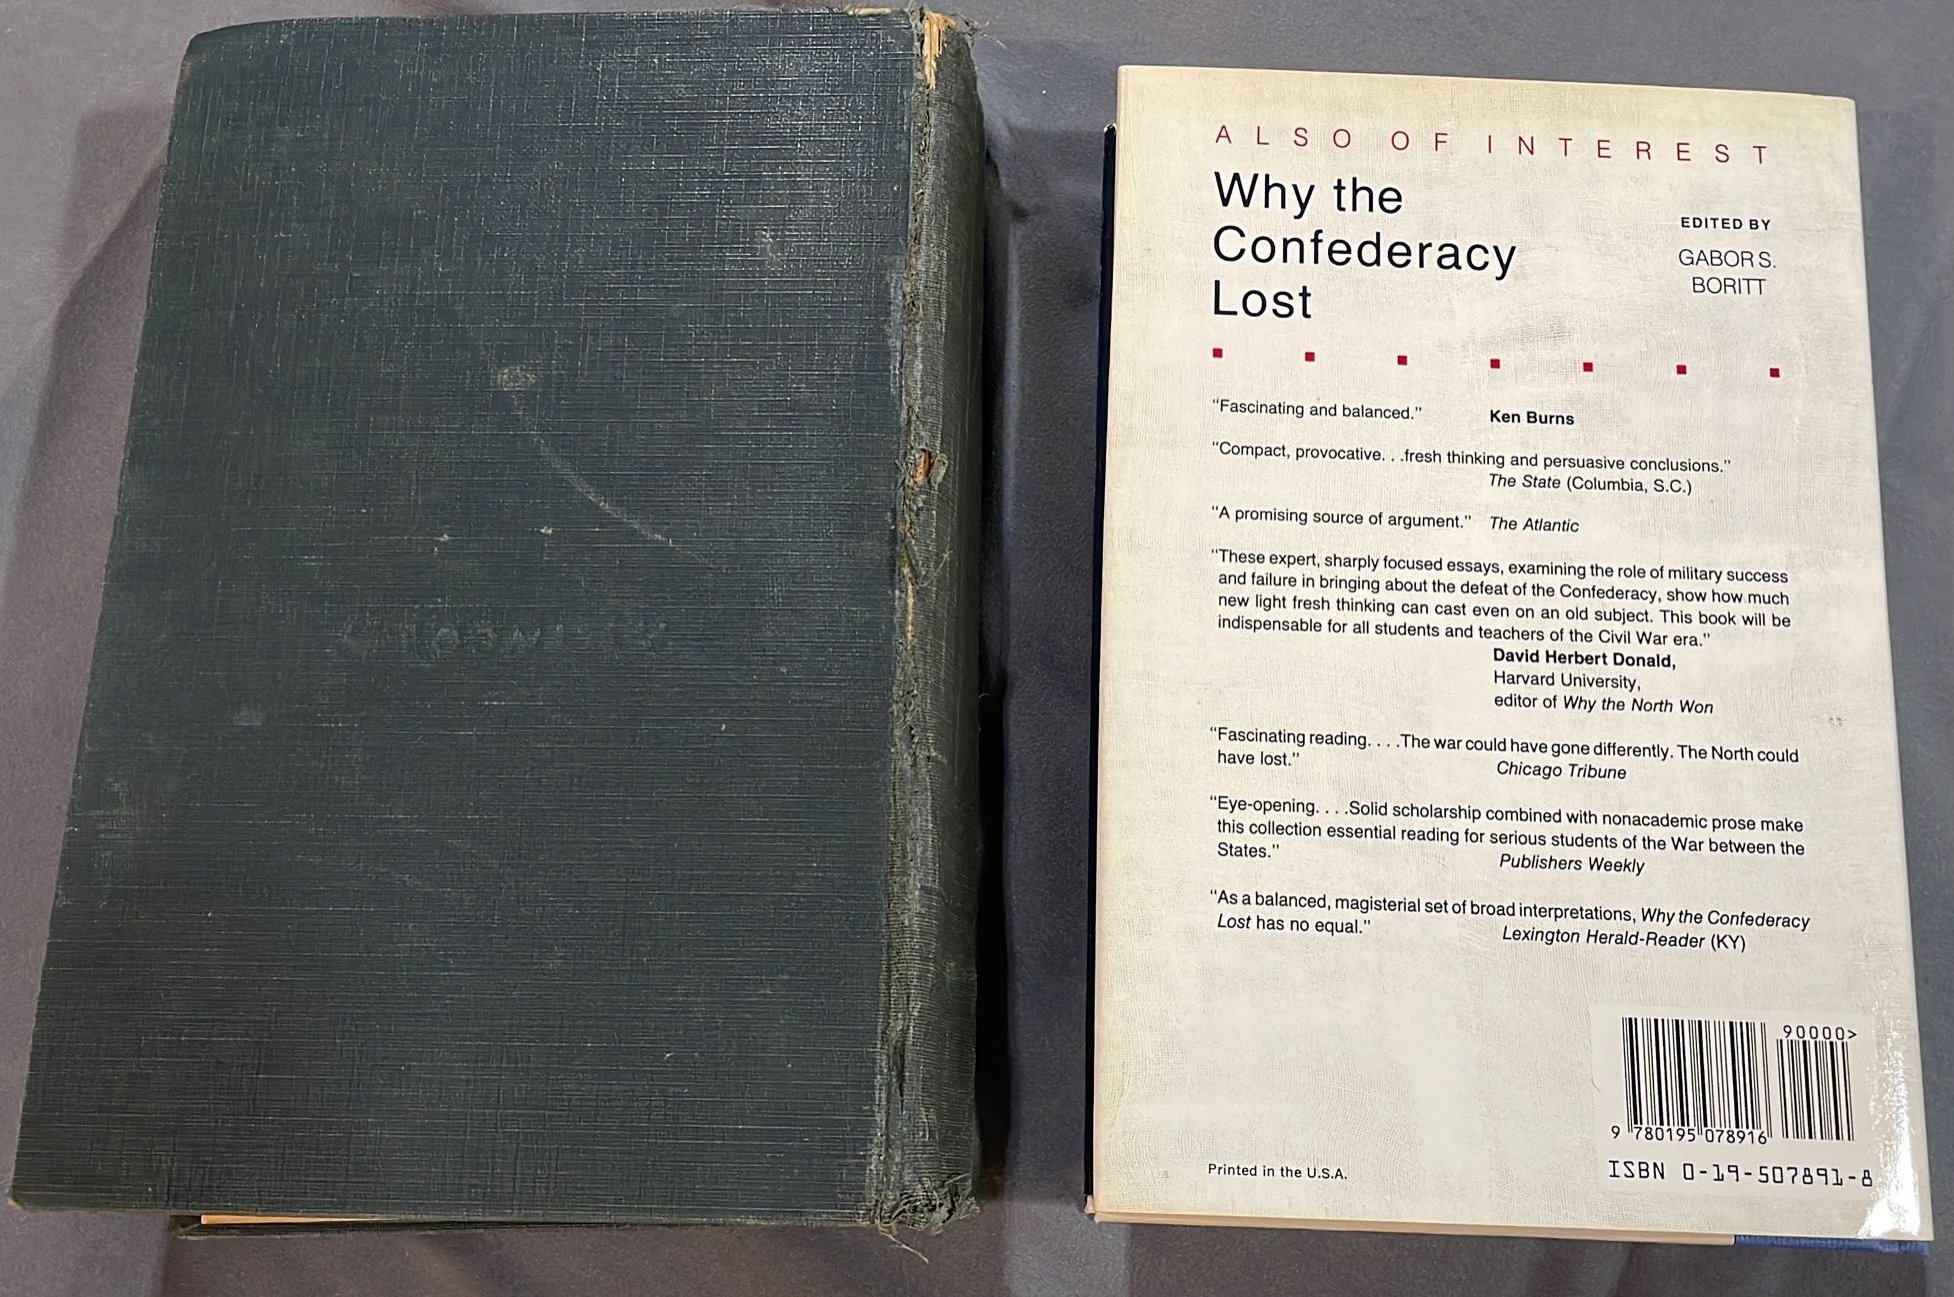 ALSO OF INTEREST
Why the
Confederacy
Lost
EDITED BY
GABOR S.
BORITT
“Fascinating and balanced.” Ken Burns
“Compact, provocative. . .fresh thinking and persuasive conclusions.”
The State (Columbia, S.C.)
“A promising source of argument.” The Atlantic
“These expert, sharply focused essays, examining the role of military success
and failure in bringing about the defeat of the Confederacy, show how much
new light fresh thinking can cast even on an old subject. This book will be
indispensable for all students and teachers of the Civil War era.”
David Herbert Donald,
Harvard University,
editor of Why the North Won
“Fascinating reading. . . .The war could have gone differently. The North could
have lost.” Chicago Tribune
“Eye-opening. . . .Solid scholarship combined with nonacademic prose make
this collection essential reading for serious students of the War between the
States.” Publishers Weekly
“As a balanced, magisterial set of broad interpretations, Why the Confederacy
Lost has no equal.” Lexington Herald-Reader (KY)
90000>
9 780195 078916
Printed in the U.S.A.
ISBN 0-19-507891-8